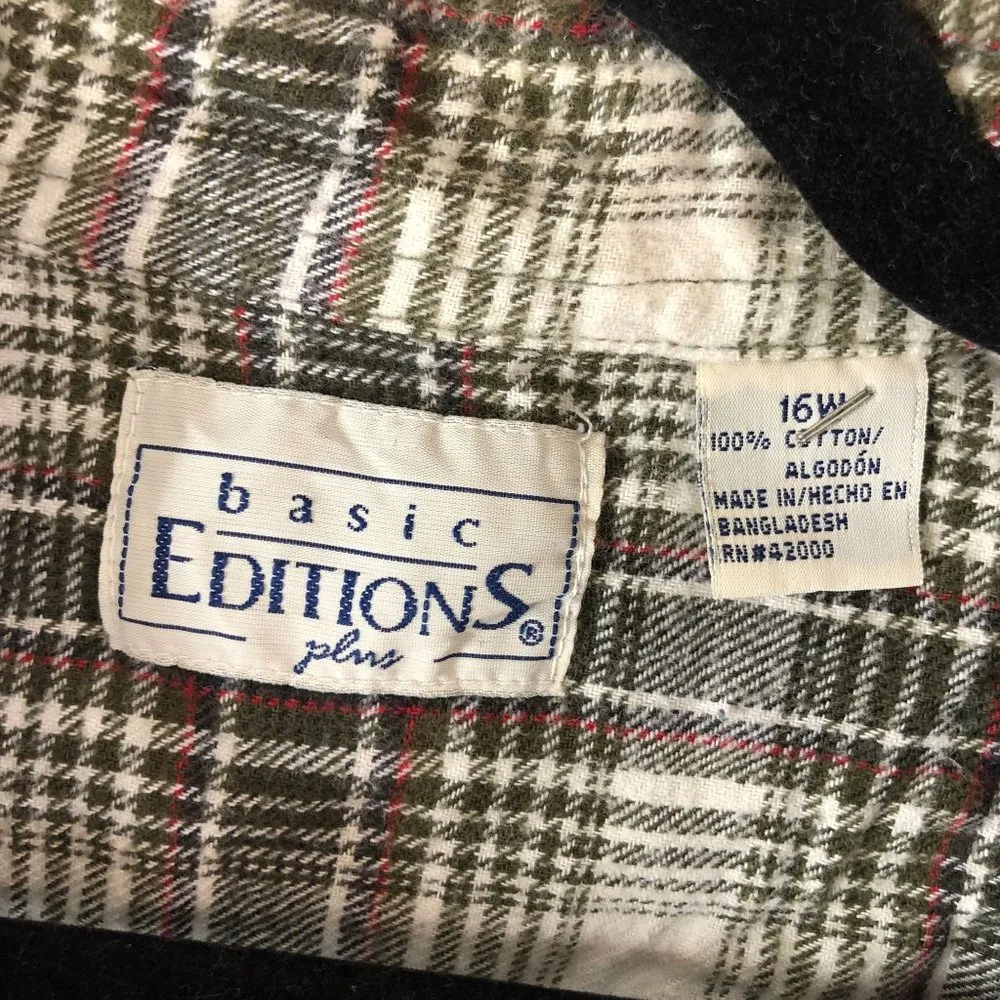 basic
EDITIONS®
plus
16W
100% COTTON/
ALGODÓN
MADE IN/HECHO EN
BANGLADESH
RN#42000